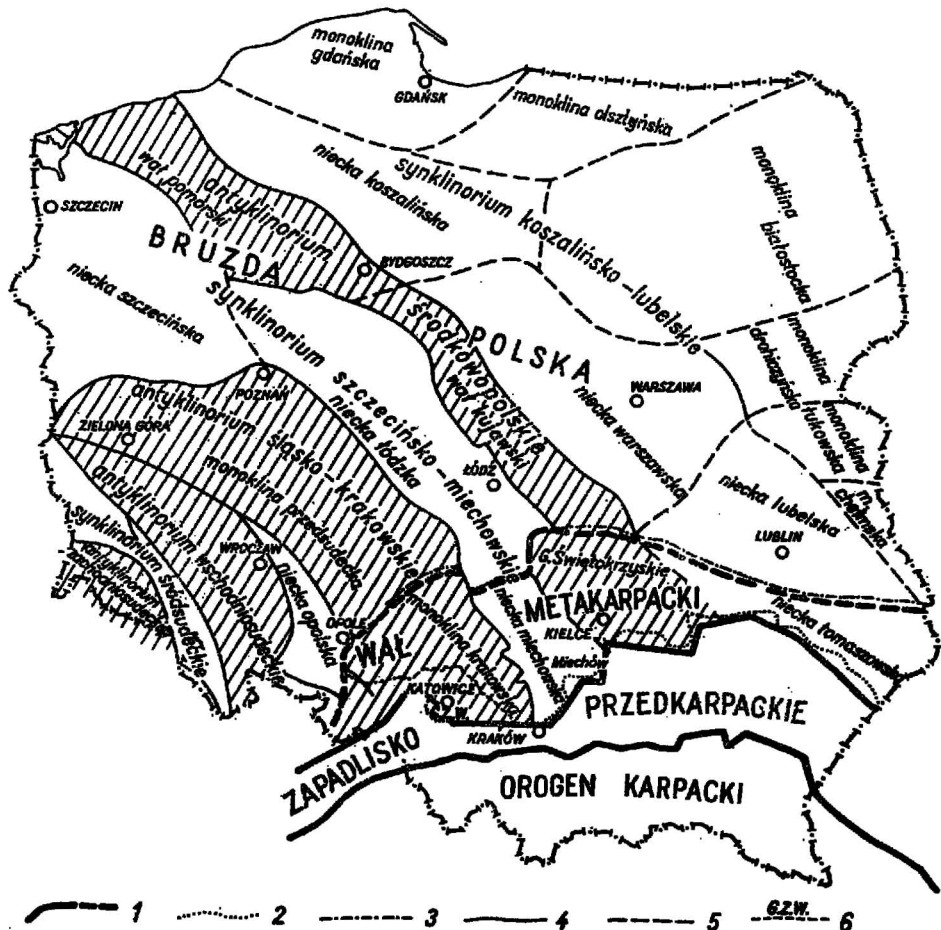 monoklina
gdańska
GDAŃSK
monoklina olsztyńska
niecka koszalińska
synklinorium koszalińsko-lubelskie
monoklina
białostocka
wał pomorski
antyklinorium
środkowopolskie
wał kujawski
SZCZECIN
BRUZDA
POLSKA
BYDGOSZCZ
niecka szczecińska
synklinorium szczecińsko-miechowskie
niecka łódzka
niecka warszawska
WARSZAWA
monoklina
łukowska
monoklina
POZNAŃ
ZIELONA GÓRA
antyklinorium śląsko-krakowskie
monoklina przedsudecka
ŁÓDŹ
niecka lubelska
LUBLIN
antyklinorium wschodniosudeckie
synklinorium śródsudeckie
WROCŁAW
niecka opolska
OPOLE
G. Świętokrzyskie
METAKARPACKI
KIELCE
niecka tomaszowska
WAŁ
monoklina krakowska
niecka miechowska
Miechów
KATOWICE
KRAKÓW
ZAPADLISKO
PRZEDKARPACKIE
OROGEN KARPACKI
1 2 3 4 5 G.Z.W. 6